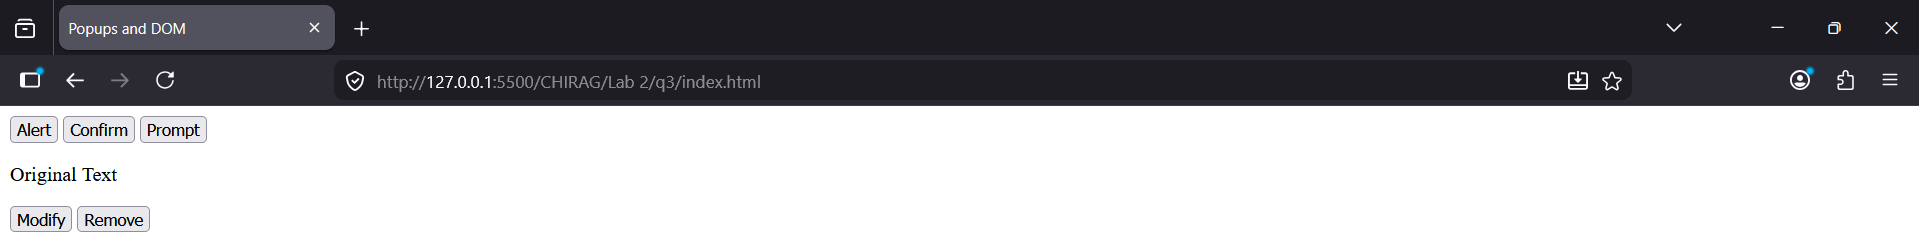 Popups and DOM
http://127.0.0.1:5500/CHIRAG/Lab 2/q3/index.html
Alert Confirm Prompt
Original Text
Modify Remove